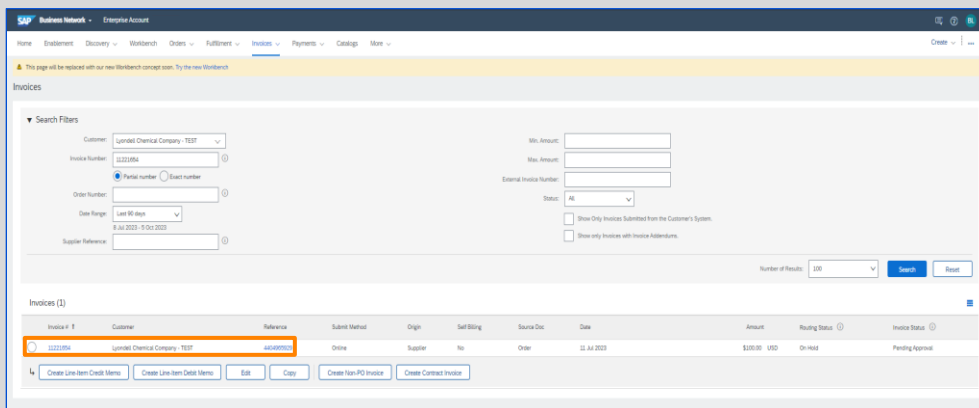 SAP Business Network Enterprise Account BL
Home Enablement Discovery Workbench Orders Fulfillment Invoices Payments Catalogs More Create ...
This page will be replaced with our new Workbench concept soon. Try the new Workbench
Invoices
Search Filters
Customer: Lyondell Chemical Company - TEST Min. Amount:
Invoice Number: 11221654 Max. Amount:
Partial number Exact number External Invoice Number:
Order Number: Status: All
Date Range: Last 90 days Show Only Invoices Submitted from the Customer's System.
8 Jul 2023 - 5 Oct 2023 Show only Invoices with Invoice Addendums.
Supplier Reference:
Number of Results: 100 Search Reset
Invoices (1)
Invoice # Customer Reference Submit Method Origin Self Billing Source Doc Date Amount Routing Status Invoice Status
11221654 Lyondell Chemical Company - TEST Online Supplier No Order 11 Jul 2023 $100.00 USD On Hold Pending Approval
Create Line-Item Credit Memo Create Line-Item Debit Memo Edit Copy Create Non-PO Invoice Create Contract Invoice